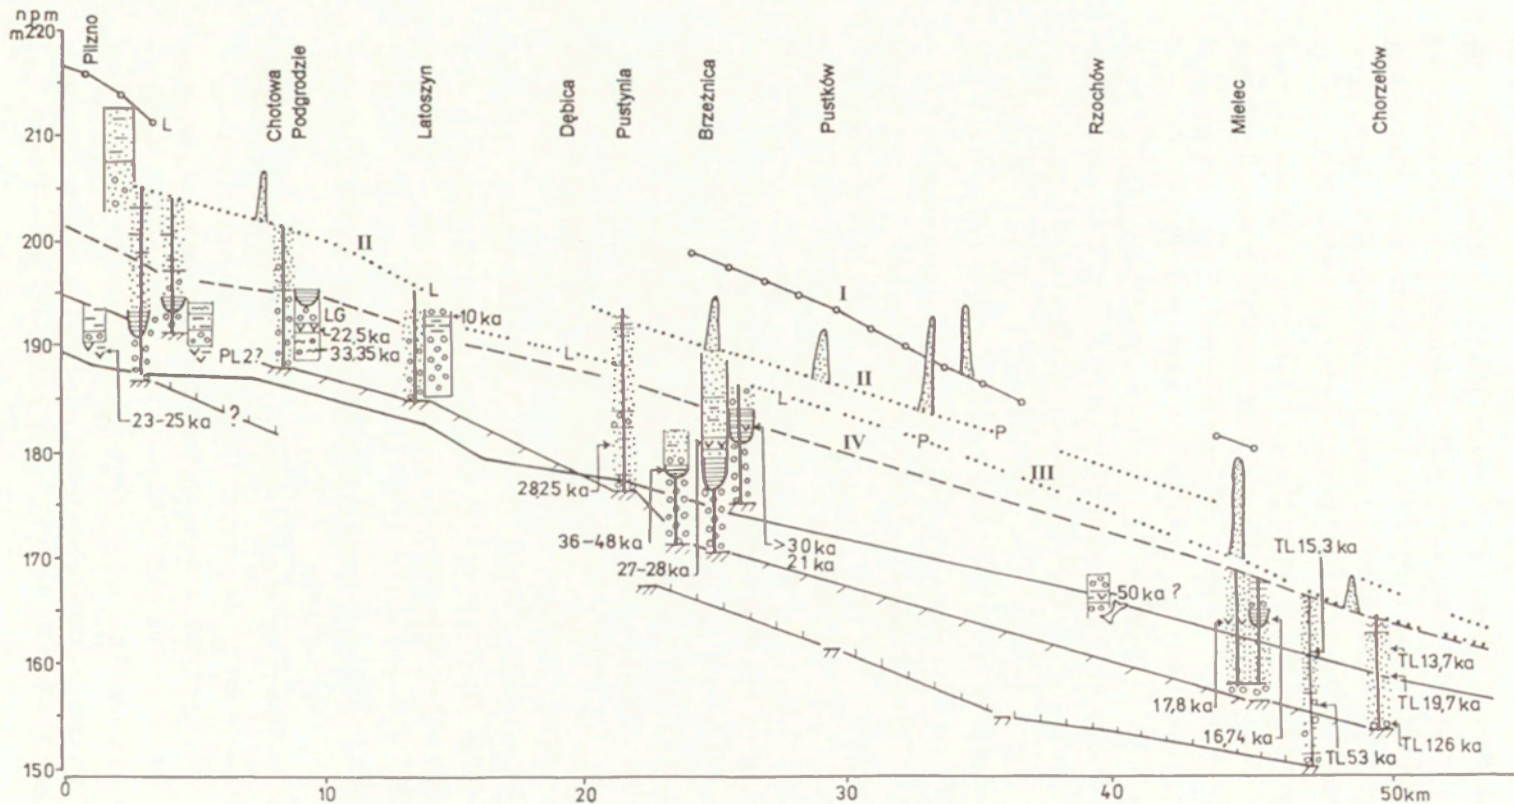 n p m
m 220
210
200
190
180
170
160
150
0
10
20
30
40
50km
Pilzno
Chotowa
Podgrodzie
Latoszyn
Dębica
Pustynia
Brzeźnica
Pustków
Rzochów
Mielec
Chorzelów
L
II
L
10 ka
LG
22,5ka
33,35 ka
PL2?
23-25 ka
?
L
I
II
L
P
P
IV
III
2825 ka
36-48 ka
27-28 ka
>30 ka
21 ka
50 ka ?
TL 15,3 ka
17,8 ka
16,74 ka
TL 13,7 ka
TL 19,7 ka
TL 126 ka
TL 53 ka